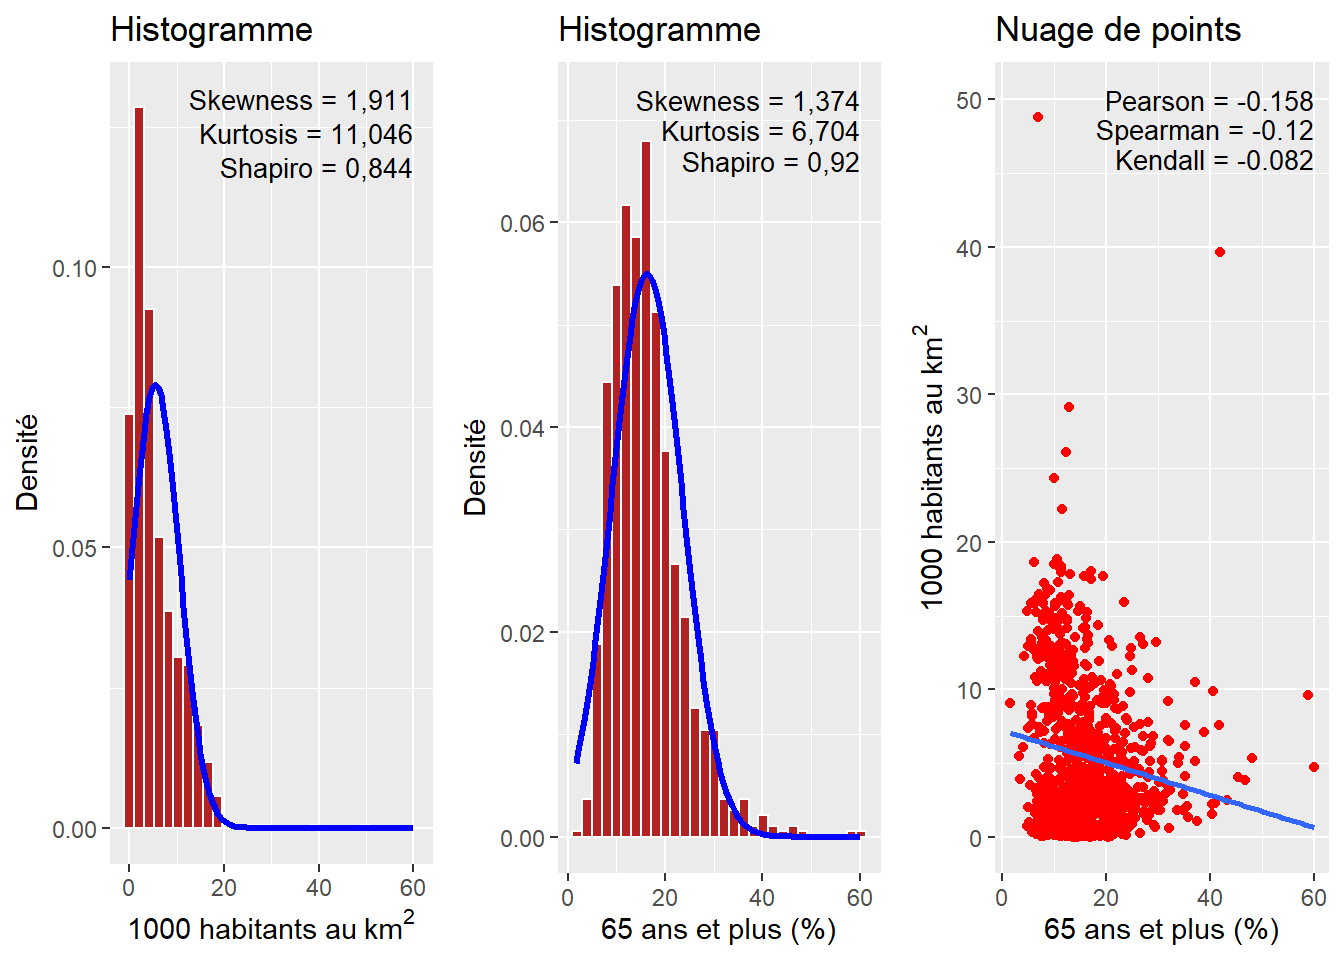 Histogramme
Skewness = 1,911
Kurtosis = 11,046
Shapiro = 0,844
Densité
0.10
0.05
0.00
0
20
40
60
1000 habitants au km²
Histogramme
Skewness = 1,374
Kurtosis = 6,704
Shapiro = 0,92
Densité
0.06
0.04
0.02
0.00
0
20
40
60
65 ans et plus (%)
Nuage de points
Pearson = -0.158
Spearman = -0.12
Kendall = -0.082
1000 habitants au km²
50
40
30
20
10
0
0
20
40
60
65 ans et plus (%)